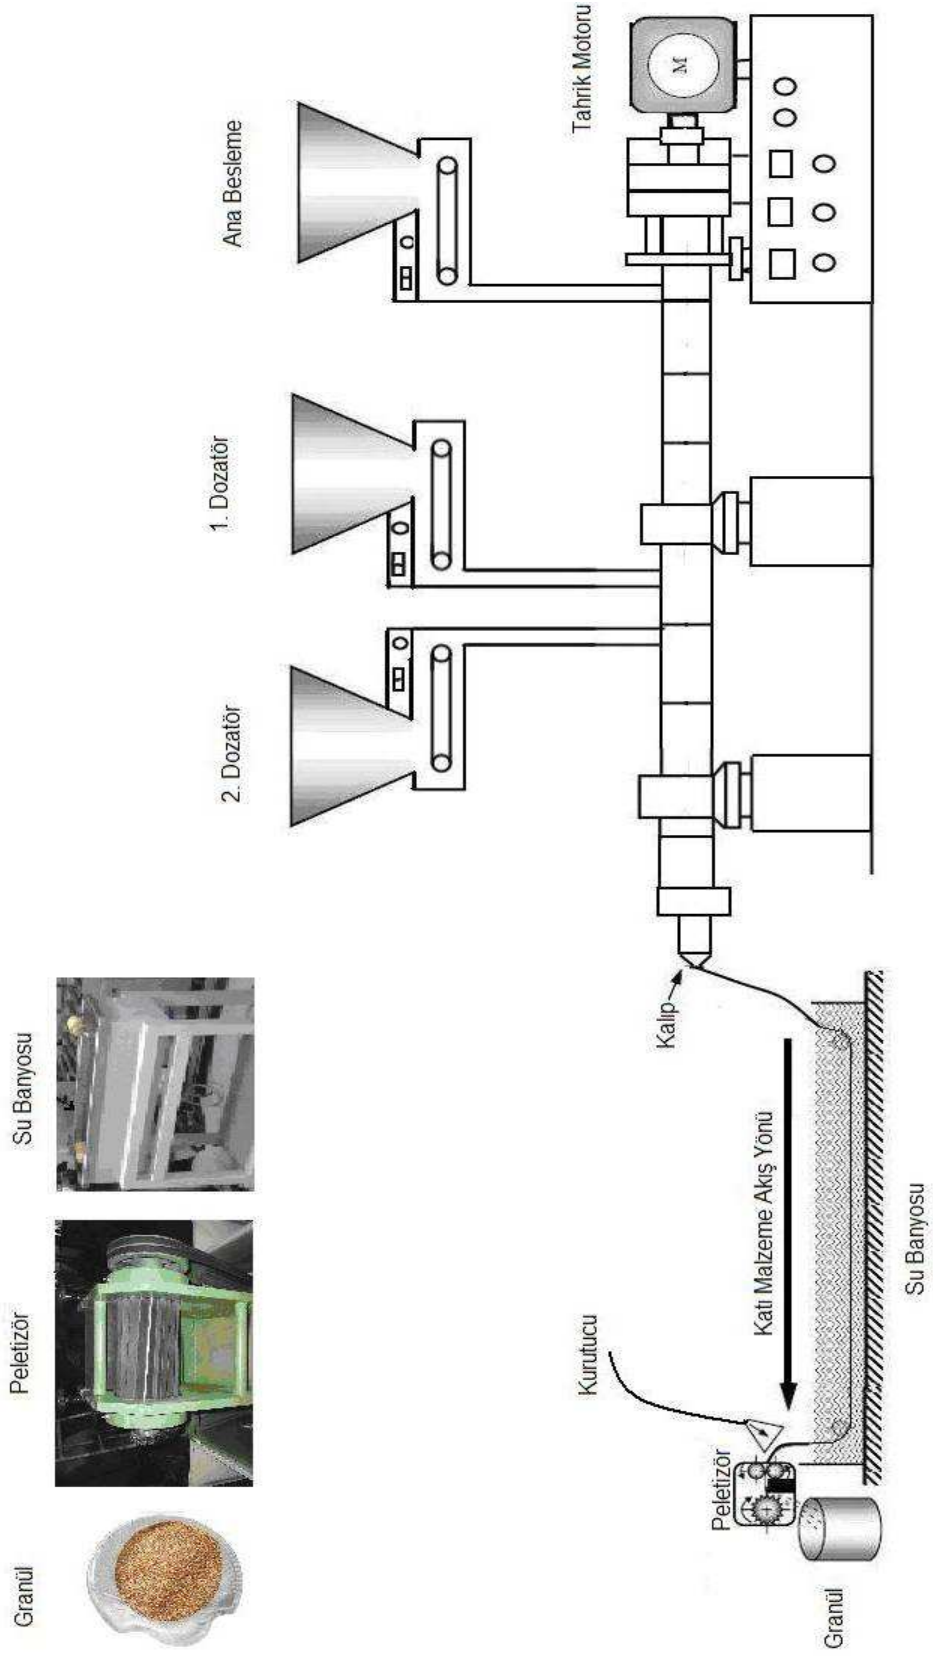 Granül
Peletizör
Su Banyosu
2. Dozatör
1. Dozatör
Ana Besleme
Tahrik Motoru
M
Kalıp
Kurutucu
Katı Malzeme Akış Yönü
Peletizör
Granül
Su Banyosu